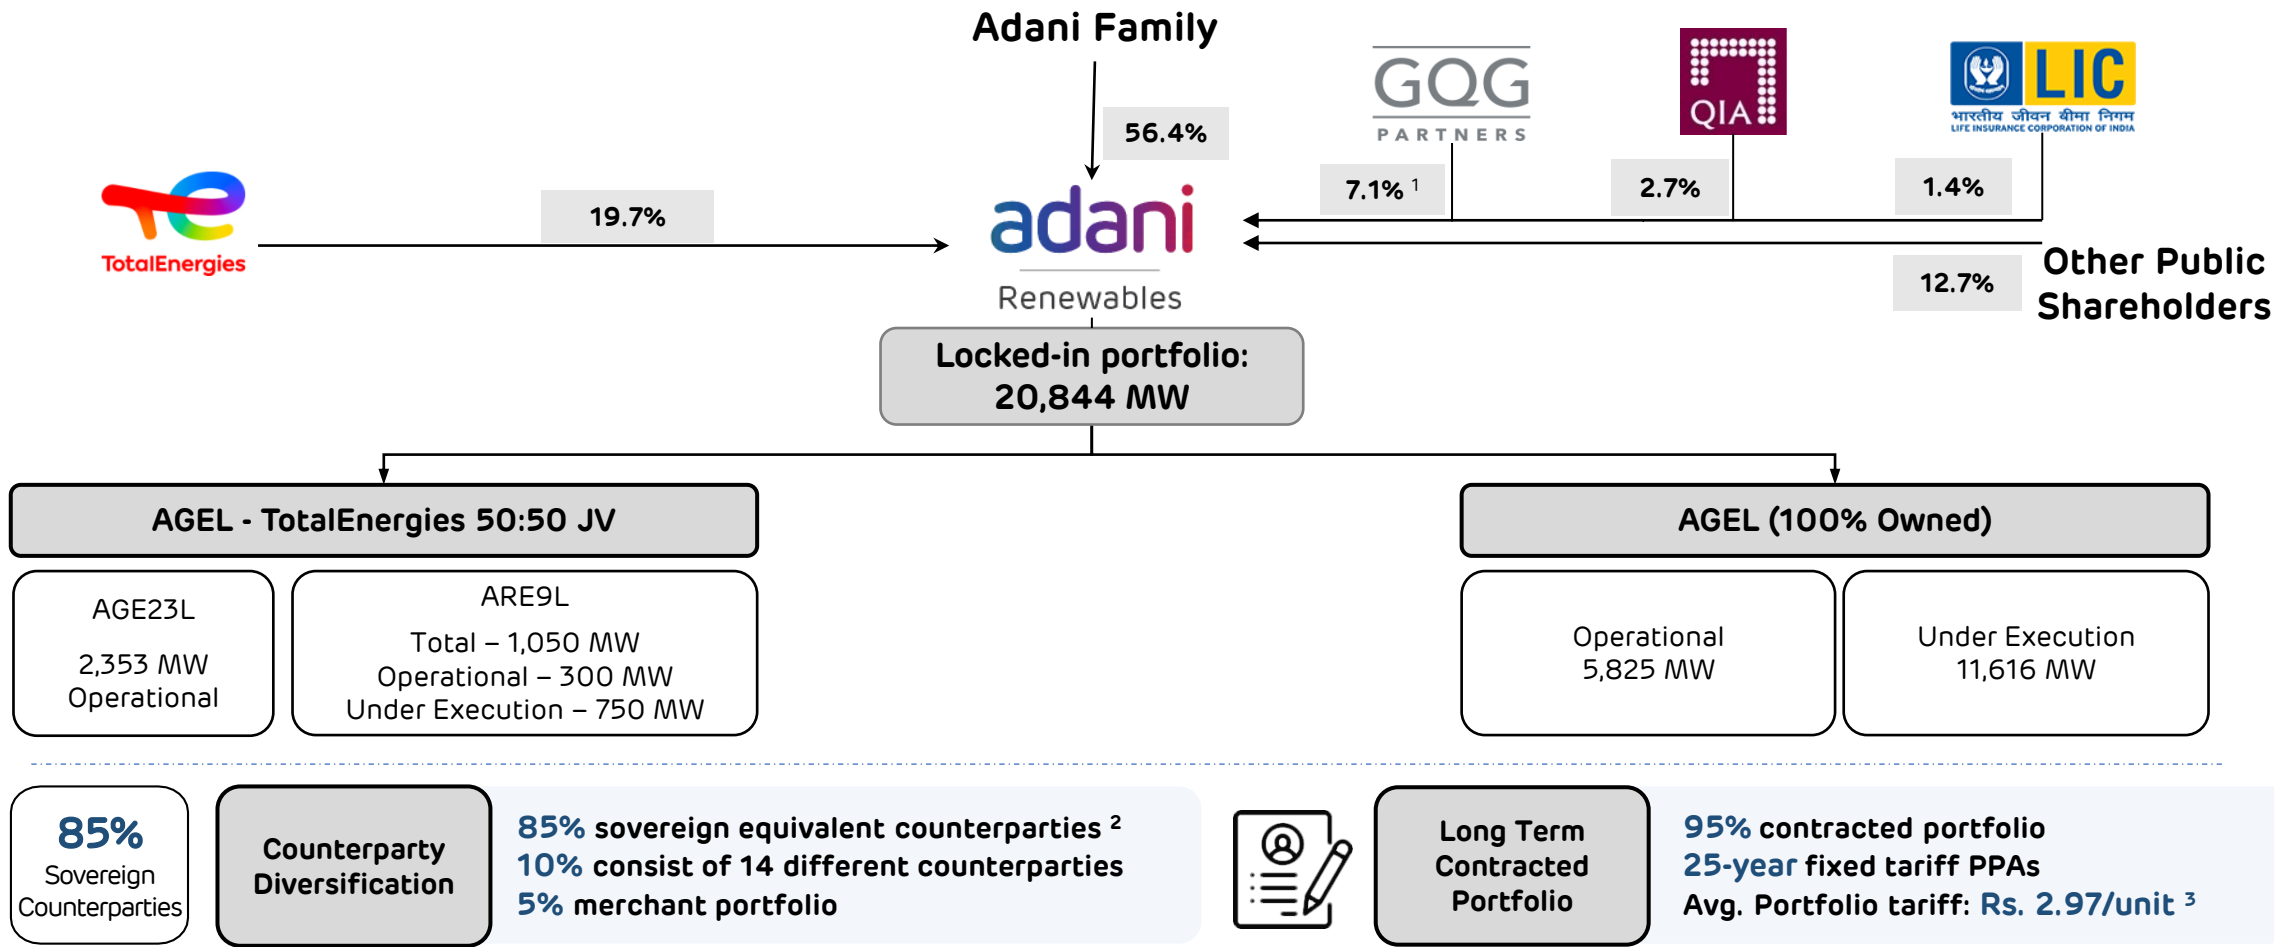 Adani Family
GQG
PARTNERS
QIA
LIC
भारतीय जीवन बीमा निगम
LIFE INSURANCE CORPORATION OF INDIA
56.4%
7.1% 1
2.7%
1.4%
TotalEnergies
19.7%
adani
Renewables
12.7%
Other Public
Shareholders
Locked-in portfolio:
20,844 MW
AGEL - TotalEnergies 50:50 JV
AGEL (100% Owned)
AGE23L
2,353 MW
Operational
ARE9L
Total – 1,050 MW
Operational – 300 MW
Under Execution – 750 MW
Operational
5,825 MW
Under Execution
11,616 MW
85%
Sovereign
Counterparties
Counterparty
Diversification
85% sovereign equivalent counterparties 2
10% consist of 14 different counterparties
5% merchant portfolio
Long Term
Contracted
Portfolio
95% contracted portfolio
25-year fixed tariff PPAs
Avg. Portfolio tariff: Rs. 2.97/unit 3